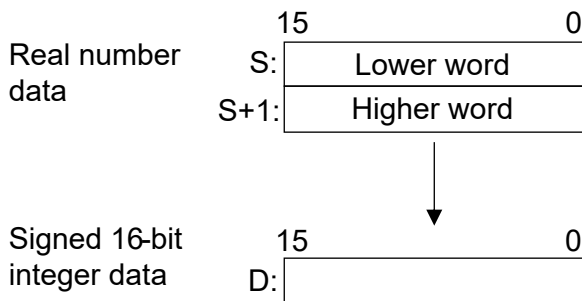 15 0
Real number
data
S: Lower word
S+1: Higher word
Signed 16-bit
integer data
15 0
D: